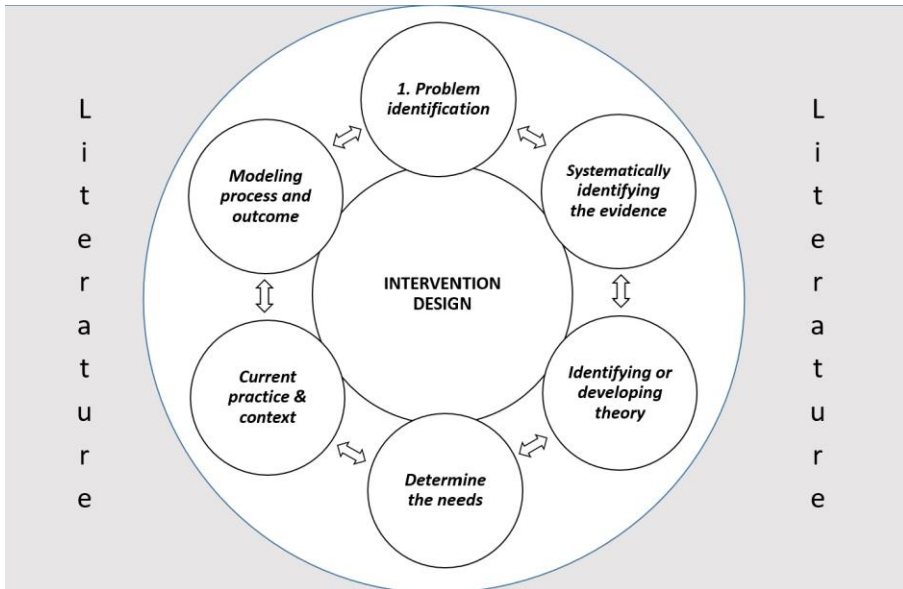 1. Problem
identification
Systematically
identifying
the evidence
Identifying or
developing
theory
Determine
the needs
Current
practice &
context
Modeling
process and
outcome
INTERVENTION
DESIGN
L
i
t
e
r
a
t
u
r
e
L
i
t
e
r
a
t
u
r
e